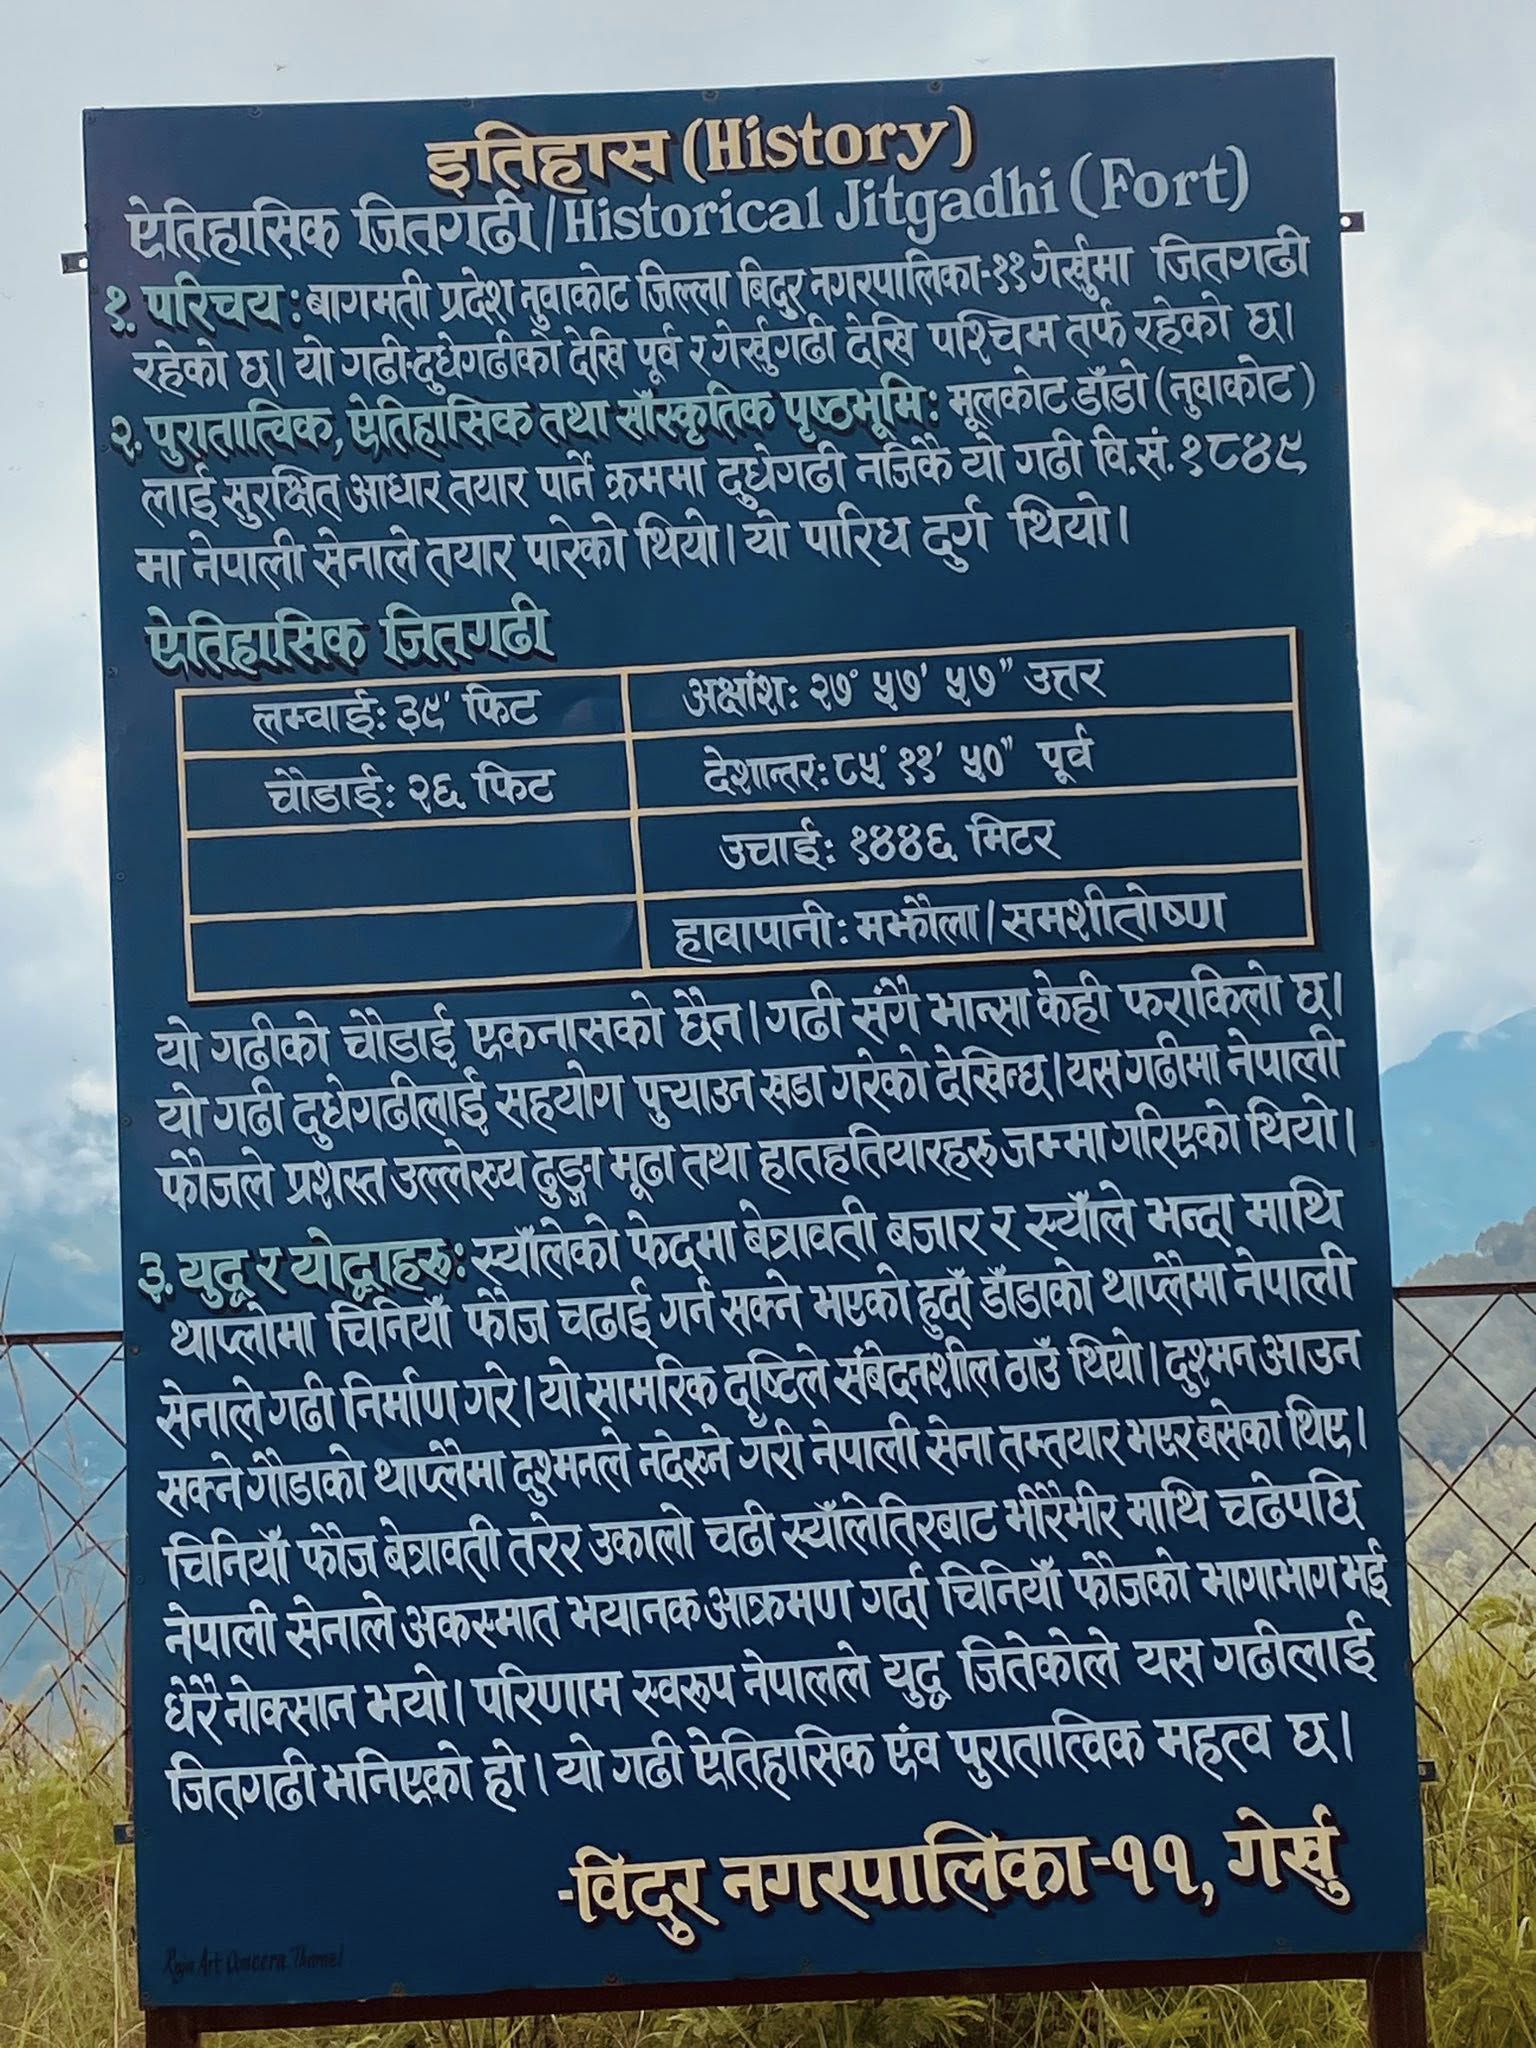 इतिहास (History)
ऐतिहासिक जितगढी/Historical Jitgadhi (Fort)
१. परिचय: बागमती प्रदेश नुवाकोट जिल्ला बिदुर नगरपालिका-११ गेर्खुमा जितगढी
रहेको छ। यो गढी-दुधेगढीको देखि पूर्व र गेर्खुगढी देखि पश्चिम तर्फ रहेको छ।
२. पुरातात्विक, ऐतिहासिक तथा साँस्कृतिक पृष्ठभूमि: मूलकोट डाँडो (नुवाकोट)
लाई सुरक्षित आधार तयार पार्ने क्रममा दुधेगढी नजिकै यो गढी वि.सं. १८४९
मा नेपाली सेनाले तयार पारेको थियो। यो पारिध दुर्ग थियो।
ऐतिहासिक जितगढी
लम्वाई: ३९' फिट
अक्षांश: २७° ५७' ५७" उत्तर
चौडाई: २६ फिट
देशान्तर: ८५° ११' ५०" पूर्व
उचाई: १४४६ मिटर
हावापानी: मझौला/समशीतोष्ण
यो गढीको चौडाई एकनासको छैन। गढी संगै भान्सा केही फराकिलो छ।
यो गढी दुधेगढीलाई सहयोग पुर्‍याउन खडा गरेको देखिन्छ। यस गढीमा नेपाली
फौजले प्रशस्त उल्लेख्य ढुङ्गा मूढा तथा हातहतियारहरू जम्मा गरिएको थियो।
३. युद्ध र योद्धाहरू: स्याँलेको फेदमा बेत्रावती बजार र स्याँले भन्दा माथि
थाप्लोमा चिनियाँ फौज चढाई गर्न सक्ने भएको हुदाँ डाँडाको थाप्लैमा नेपाली
सेनाले गढी निर्माण गरे। यो सामरिक दृष्टिले संबेदनशील ठाउँ थियो। दुश्मन आउन
सक्ने गौडाको थाप्लैमा दुश्मनले नदेख्ने गरी नेपाली सेना तम्तयार भएर बसेका थिए।
चिनियाँ फौज बेत्रावती तरेर उकालो चढी स्याँलेतिरबाट भीरैभीर माथि चढेपछि
नेपाली सेनाले अकस्मात भयानक आक्रमण गर्दा चिनियाँ फौजको भागाभाग भई
धेरै नोक्सान भयो। परिणाम स्वरूप नेपालले युद्ध जितेकोले यस गढीलाई
जितगढी भनिएको हो। यो गढी ऐतिहासिक एंव पुरातात्विक महत्व छ।
-विदुर नगरपालिका-११, गेर्खु
Art